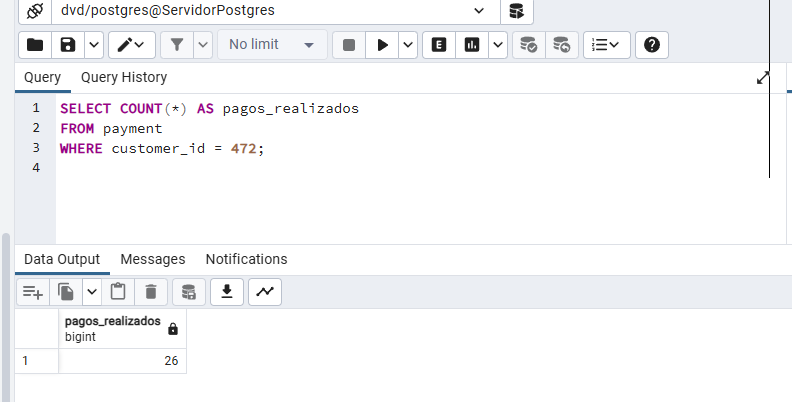 dvd/postgres@ServidorPostgres
No limit
E
Query Query History
1 SELECT COUNT(*) AS pagos_realizados
2 FROM payment
3 WHERE customer_id = 472;
4
Data Output Messages Notifications
pagos_realizados
bigint
1 26